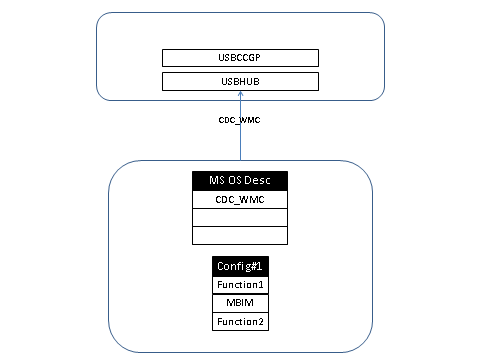 USBCCGP
USBHUB
CDC_WMC
MS OS Desc
CDC_WMC
Config#1
Function1
MBIM
Function2